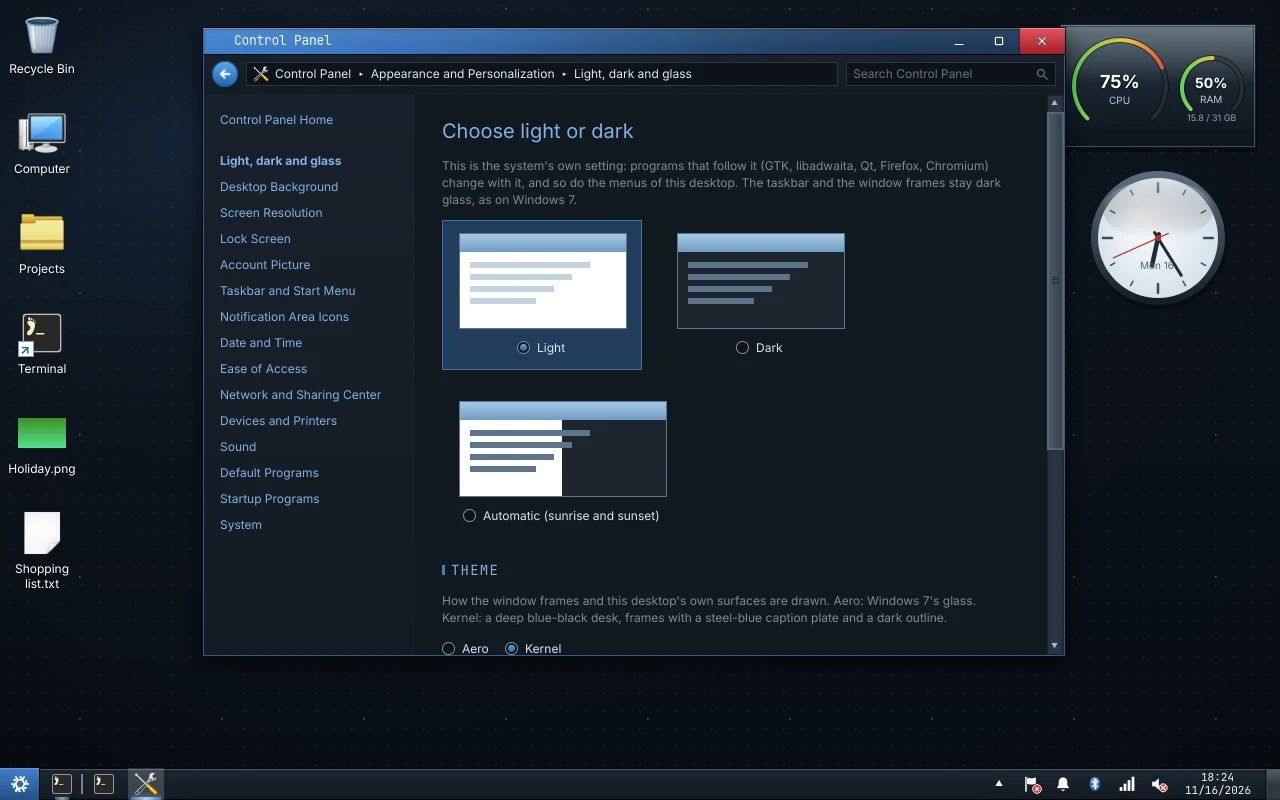 Recycle Bin
Computer
Projects
Terminal
Holiday.png
Shopping
list.txt
Control Panel
Control Panel ▸ Appearance and Personalization ▸ Light, dark and glass
Search Control Panel
Control Panel Home
Light, dark and glass
Desktop Background
Screen Resolution
Lock Screen
Account Picture
Taskbar and Start Menu
Notification Area Icons
Date and Time
Ease of Access
Network and Sharing Center
Devices and Printers
Sound
Default Programs
Startup Programs
System
Choose light or dark
This is the system's own setting: programs that follow it (GTK, libadwaita, Qt, Firefox, Chromium)
change with it, and so do the menus of this desktop. The taskbar and the window frames stay dark
glass, as on Windows 7.
Light
Dark
Automatic (sunrise and sunset)
THEME
How the window frames and this desktop's own surfaces are drawn. Aero: Windows 7's glass.
Kernel: a deep blue-black desk, frames with a steel-blue caption plate and a dark outline.
Aero
Kernel
75%
CPU
50%
RAM
15.8 / 31 GB
Mon 16
18:24
11/16/2026